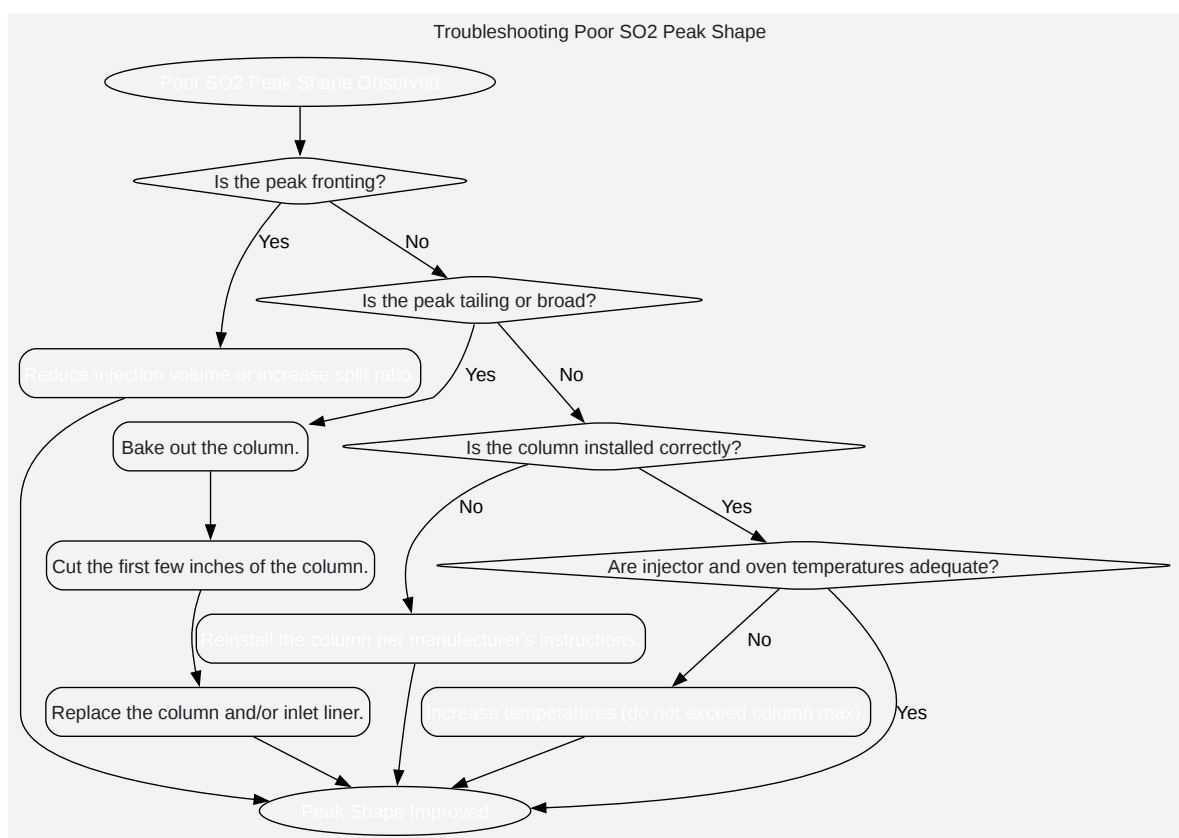 Troubleshooting Poor SO2 Peak Shape
Poor SO2 Peak Shape Observed
Is the peak fronting?
Yes
No
Is the peak tailing or broad?
Reduce injection volume or increase split ratio.
Yes
No
Bake out the column.
Is the column installed correctly?
No
Yes
Cut the first few inches of the column.
Are injector and oven temperatures adequate?
Reinstall the column per manufacturer's instructions.
No
Replace the column and/or inlet liner.
Increase temperatures (do not exceed column max).
Yes
Peak Shape Improved